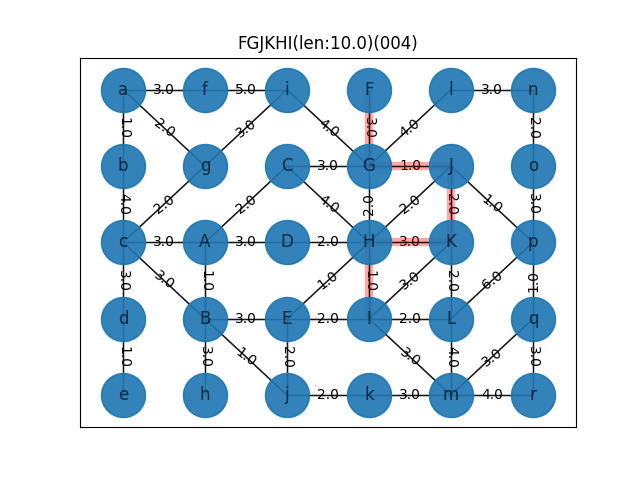 FGJKHI(len:10.0)(004)
a 3.0 f 5.0 i F l 3.0 n
1.0 2.0 3.0 4.0 3.0 4.0 2.0
b g C 3.0 G 1.0 J o
4.0 2.0 2.0 4.0 2.0 2.0 2.0 1.0 3.0
c 3.0 A D 2.0 H 3.0 K p
3.0 3.0 1.0 1.0 1.0 3.0 2.0 6.0 1.0
d B 3.0 E 2.0 I 2.0 L q
1.0 3.0 1.0 2.0 3.0 4.0 3.0 3.0
e h j 2.0 k 3.0 m 4.0 r